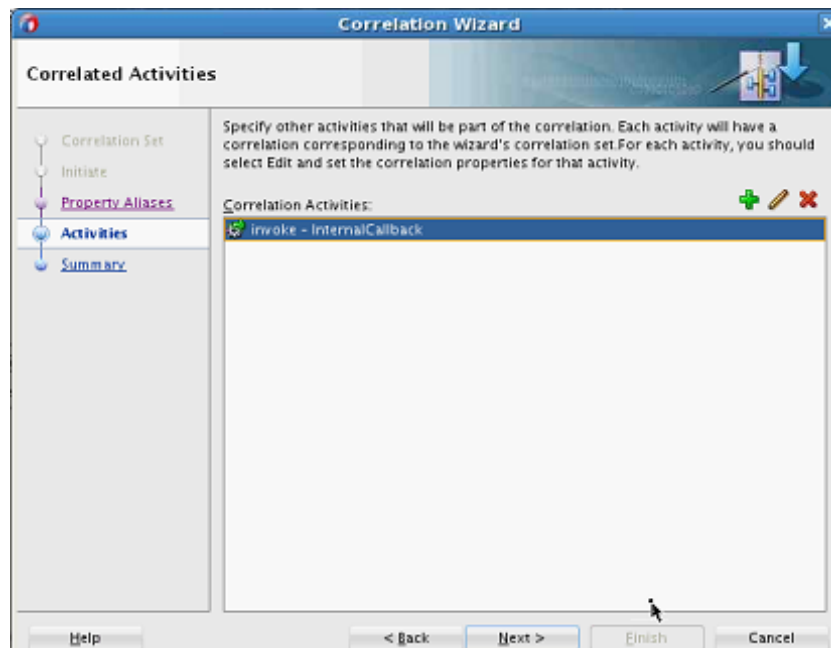 Correlation Wizard
Correlated Activities
Correlation Set
Initiate
Property Aliases
Activities
Summary
Specify other activities that will be part of the correlation. Each activity will have a
correlation corresponding to the wizard's correlation set.For each activity, you should
select Edit and set the correlation properties for that activity.
Correlation Activities:
invoke - InternalCallback
Help
< Back
Next >
Finish
Cancel